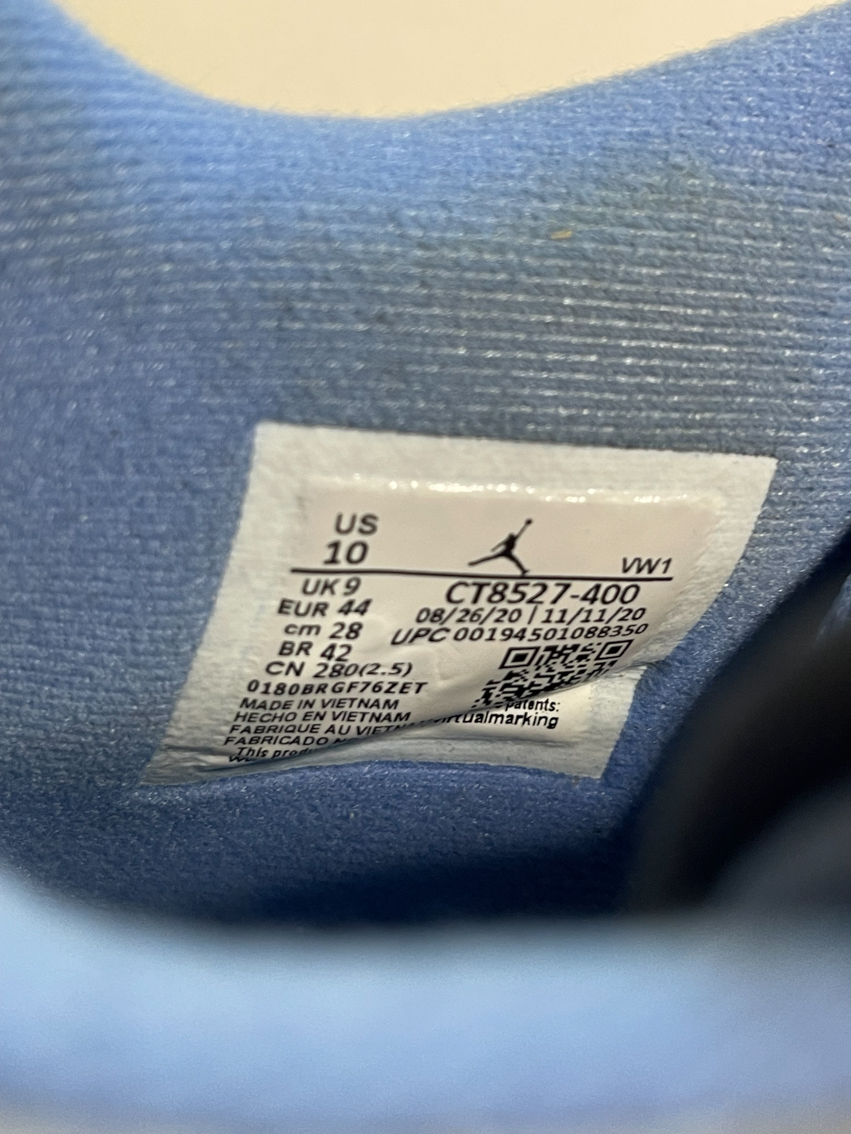 US
10
VW1
UK 9
CT8527-400
EUR 44
08/26/20 | 11/11/20
cm 28
UPC 00194501088350
BR 42
CN 280(2.5)
0180BRGF76ZET
MADE IN VIETNAM
patents:
HECHO EN VIETNAM
virtualmarking
FABRIQUE AU
FABRICADO
This